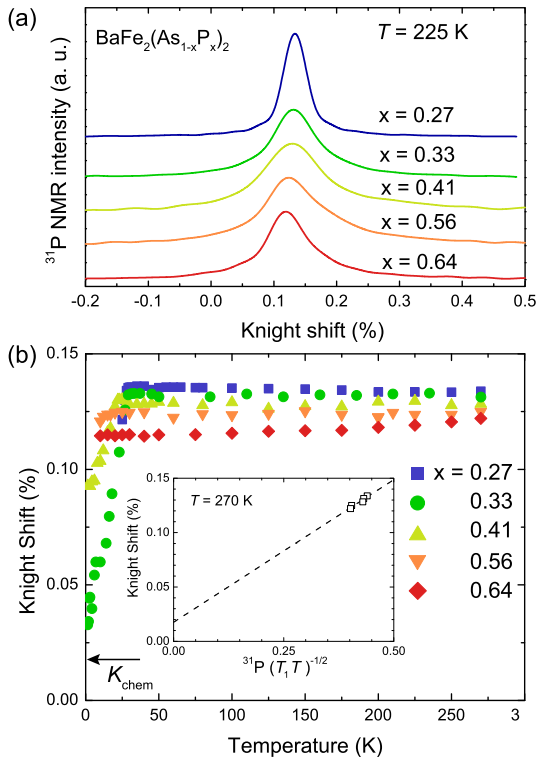 (a)
BaFe2(As1-xPx)2
T = 225 K
x = 0.27
x = 0.33
x = 0.41
x = 0.56
x = 0.64
31P NMR intensity (a. u.)
-0.2 -0.1 0.0 0.1 0.2 0.3 0.4 0.5
Knight shift (%)
(b)
0.15
0.10
0.05
0.00
Knight Shift (%)
T = 270 K
0.15
0.10
0.05
0.00
Knight Shift (%)
0.00 0.25 0.50
31P (T1T)-1/2
x = 0.27
0.33
0.41
0.56
0.64
Kchem
0 50 100 150 200 250 3
Temperature (K)